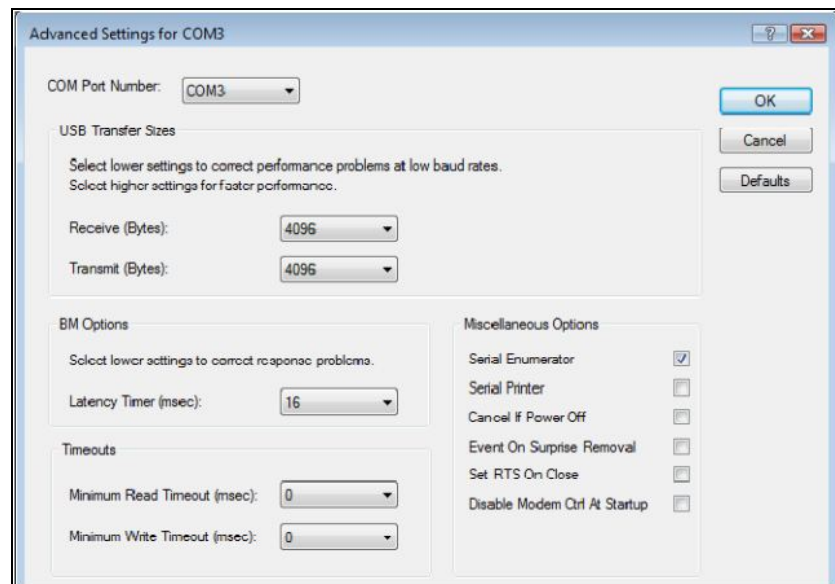 Advanced Settings for COM3
COM Port Number: COM3
OK
USB Transfer Sizes
Cancel
Select lower settings to correct performance problems at low baud rates.
Select higher settings for faster performance.
Defaults
Receive (Bytes): 4096
Transmit (Bytes): 4096
BM Options
Select lower settings to correct response problems.
Latency Timer (msec): 16
Timeouts
Minimum Read Timeout (msec): 0
Minimum Write Timeout (msec): 0
Miscellaneous Options
Serial Enumerator
Serial Printer
Cancel If Power Off
Event On Surprise Removal
Set RTS On Close
Disable Modem Ctrl At Startup